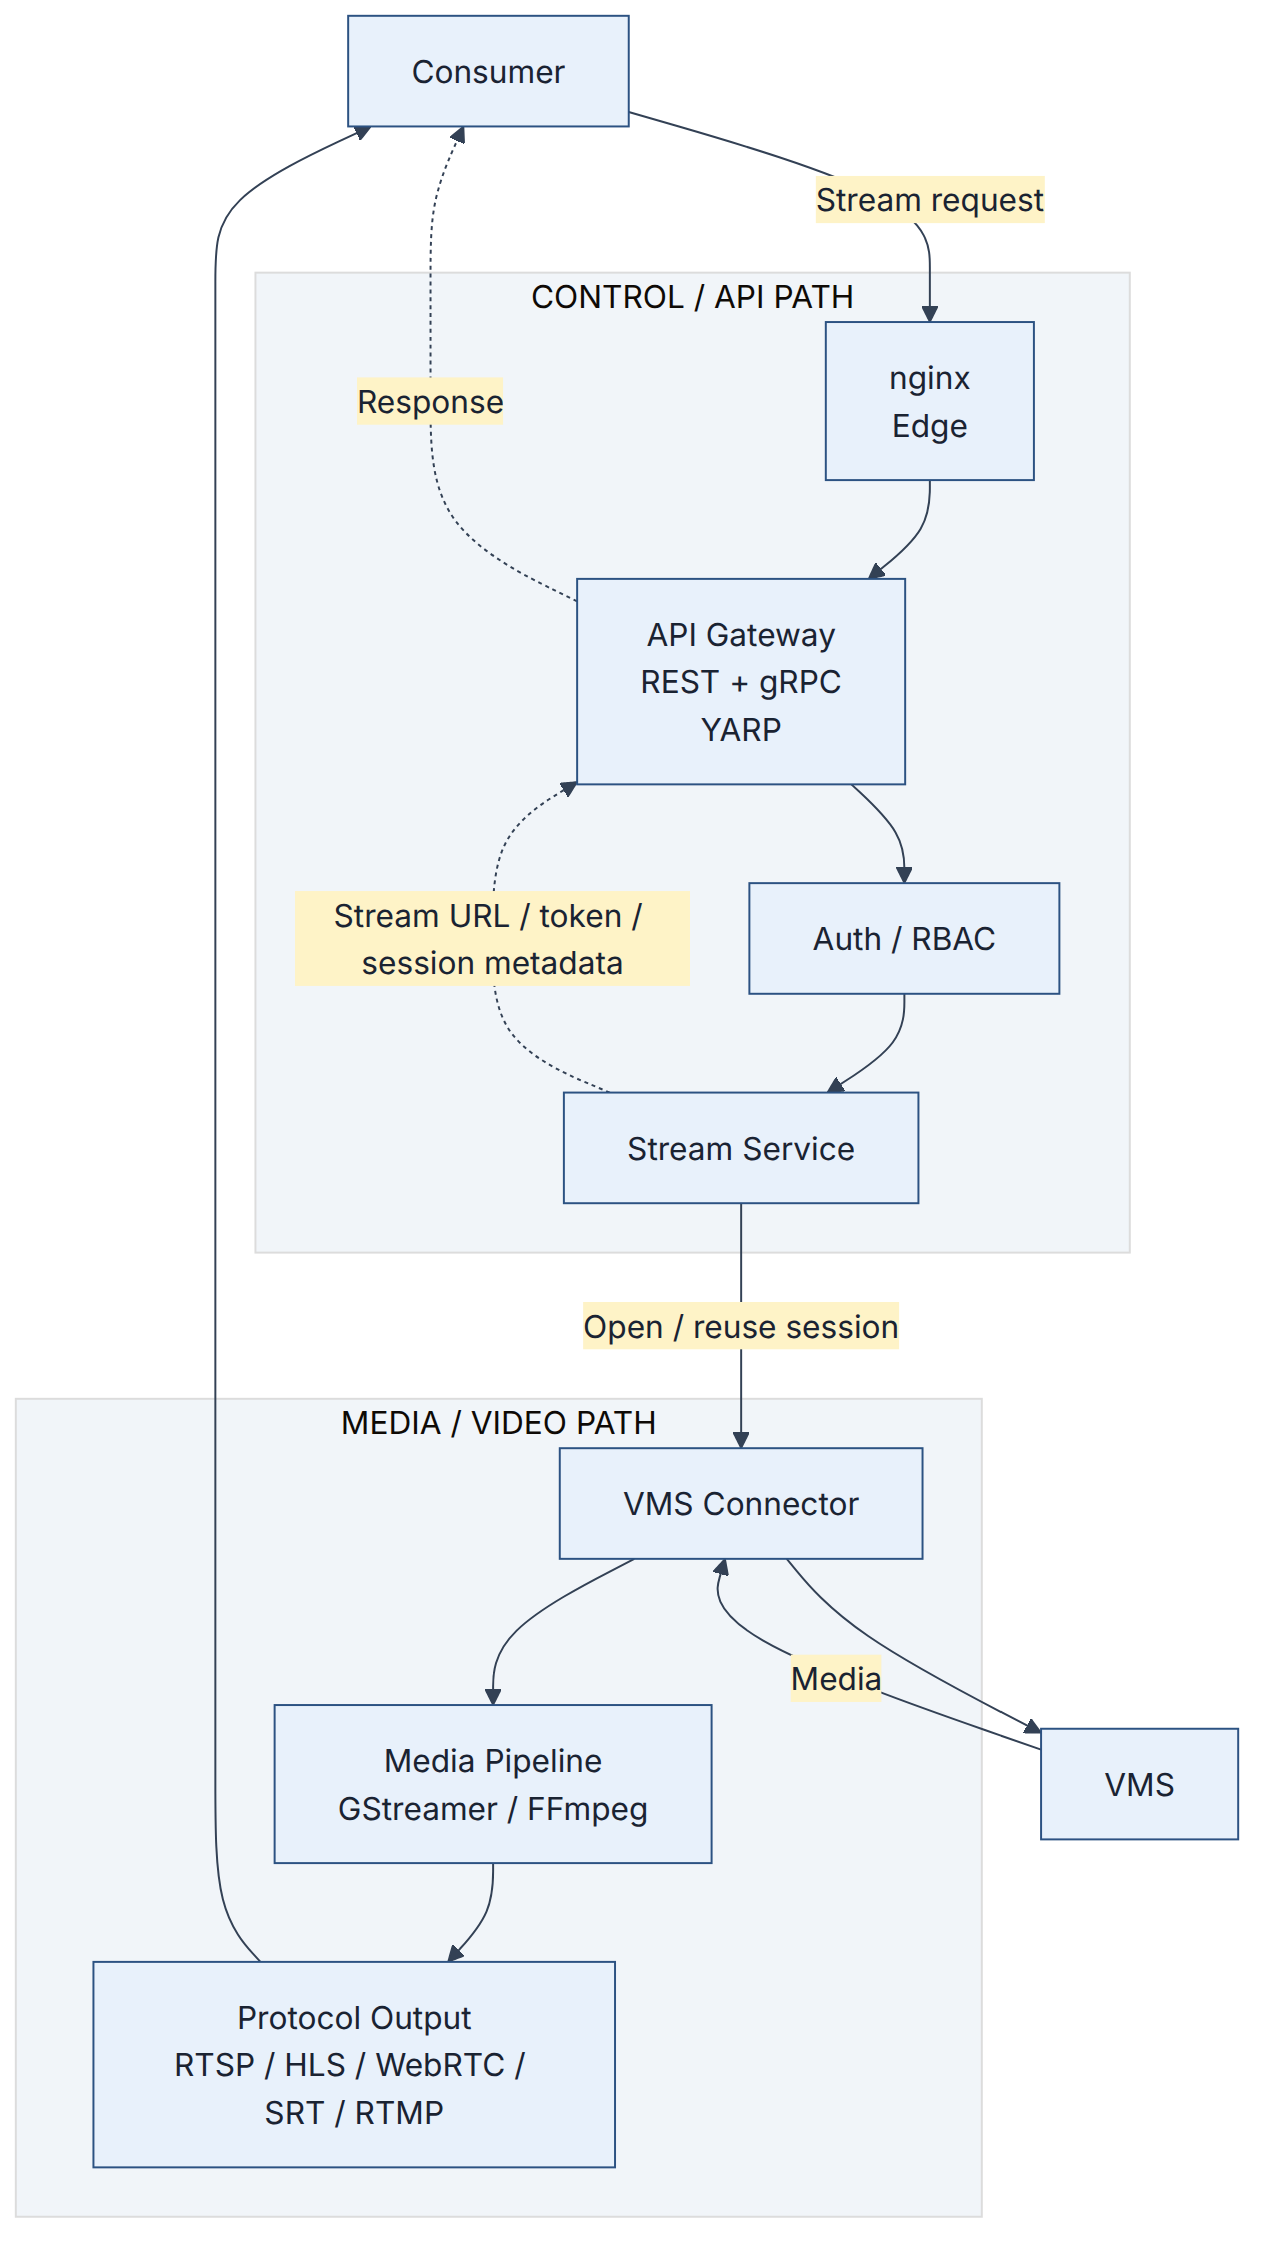 Consumer
Stream request
CONTROL / API PATH
nginx
Edge
Response
API Gateway
REST + gRPC
YARP
Stream URL / token /
session metadata
Auth / RBAC
Stream Service
Open / reuse session
MEDIA / VIDEO PATH
VMS Connector
Media
Media Pipeline
GStreamer / FFmpeg
VMS
Protocol Output
RTSP / HLS / WebRTC /
SRT / RTMP